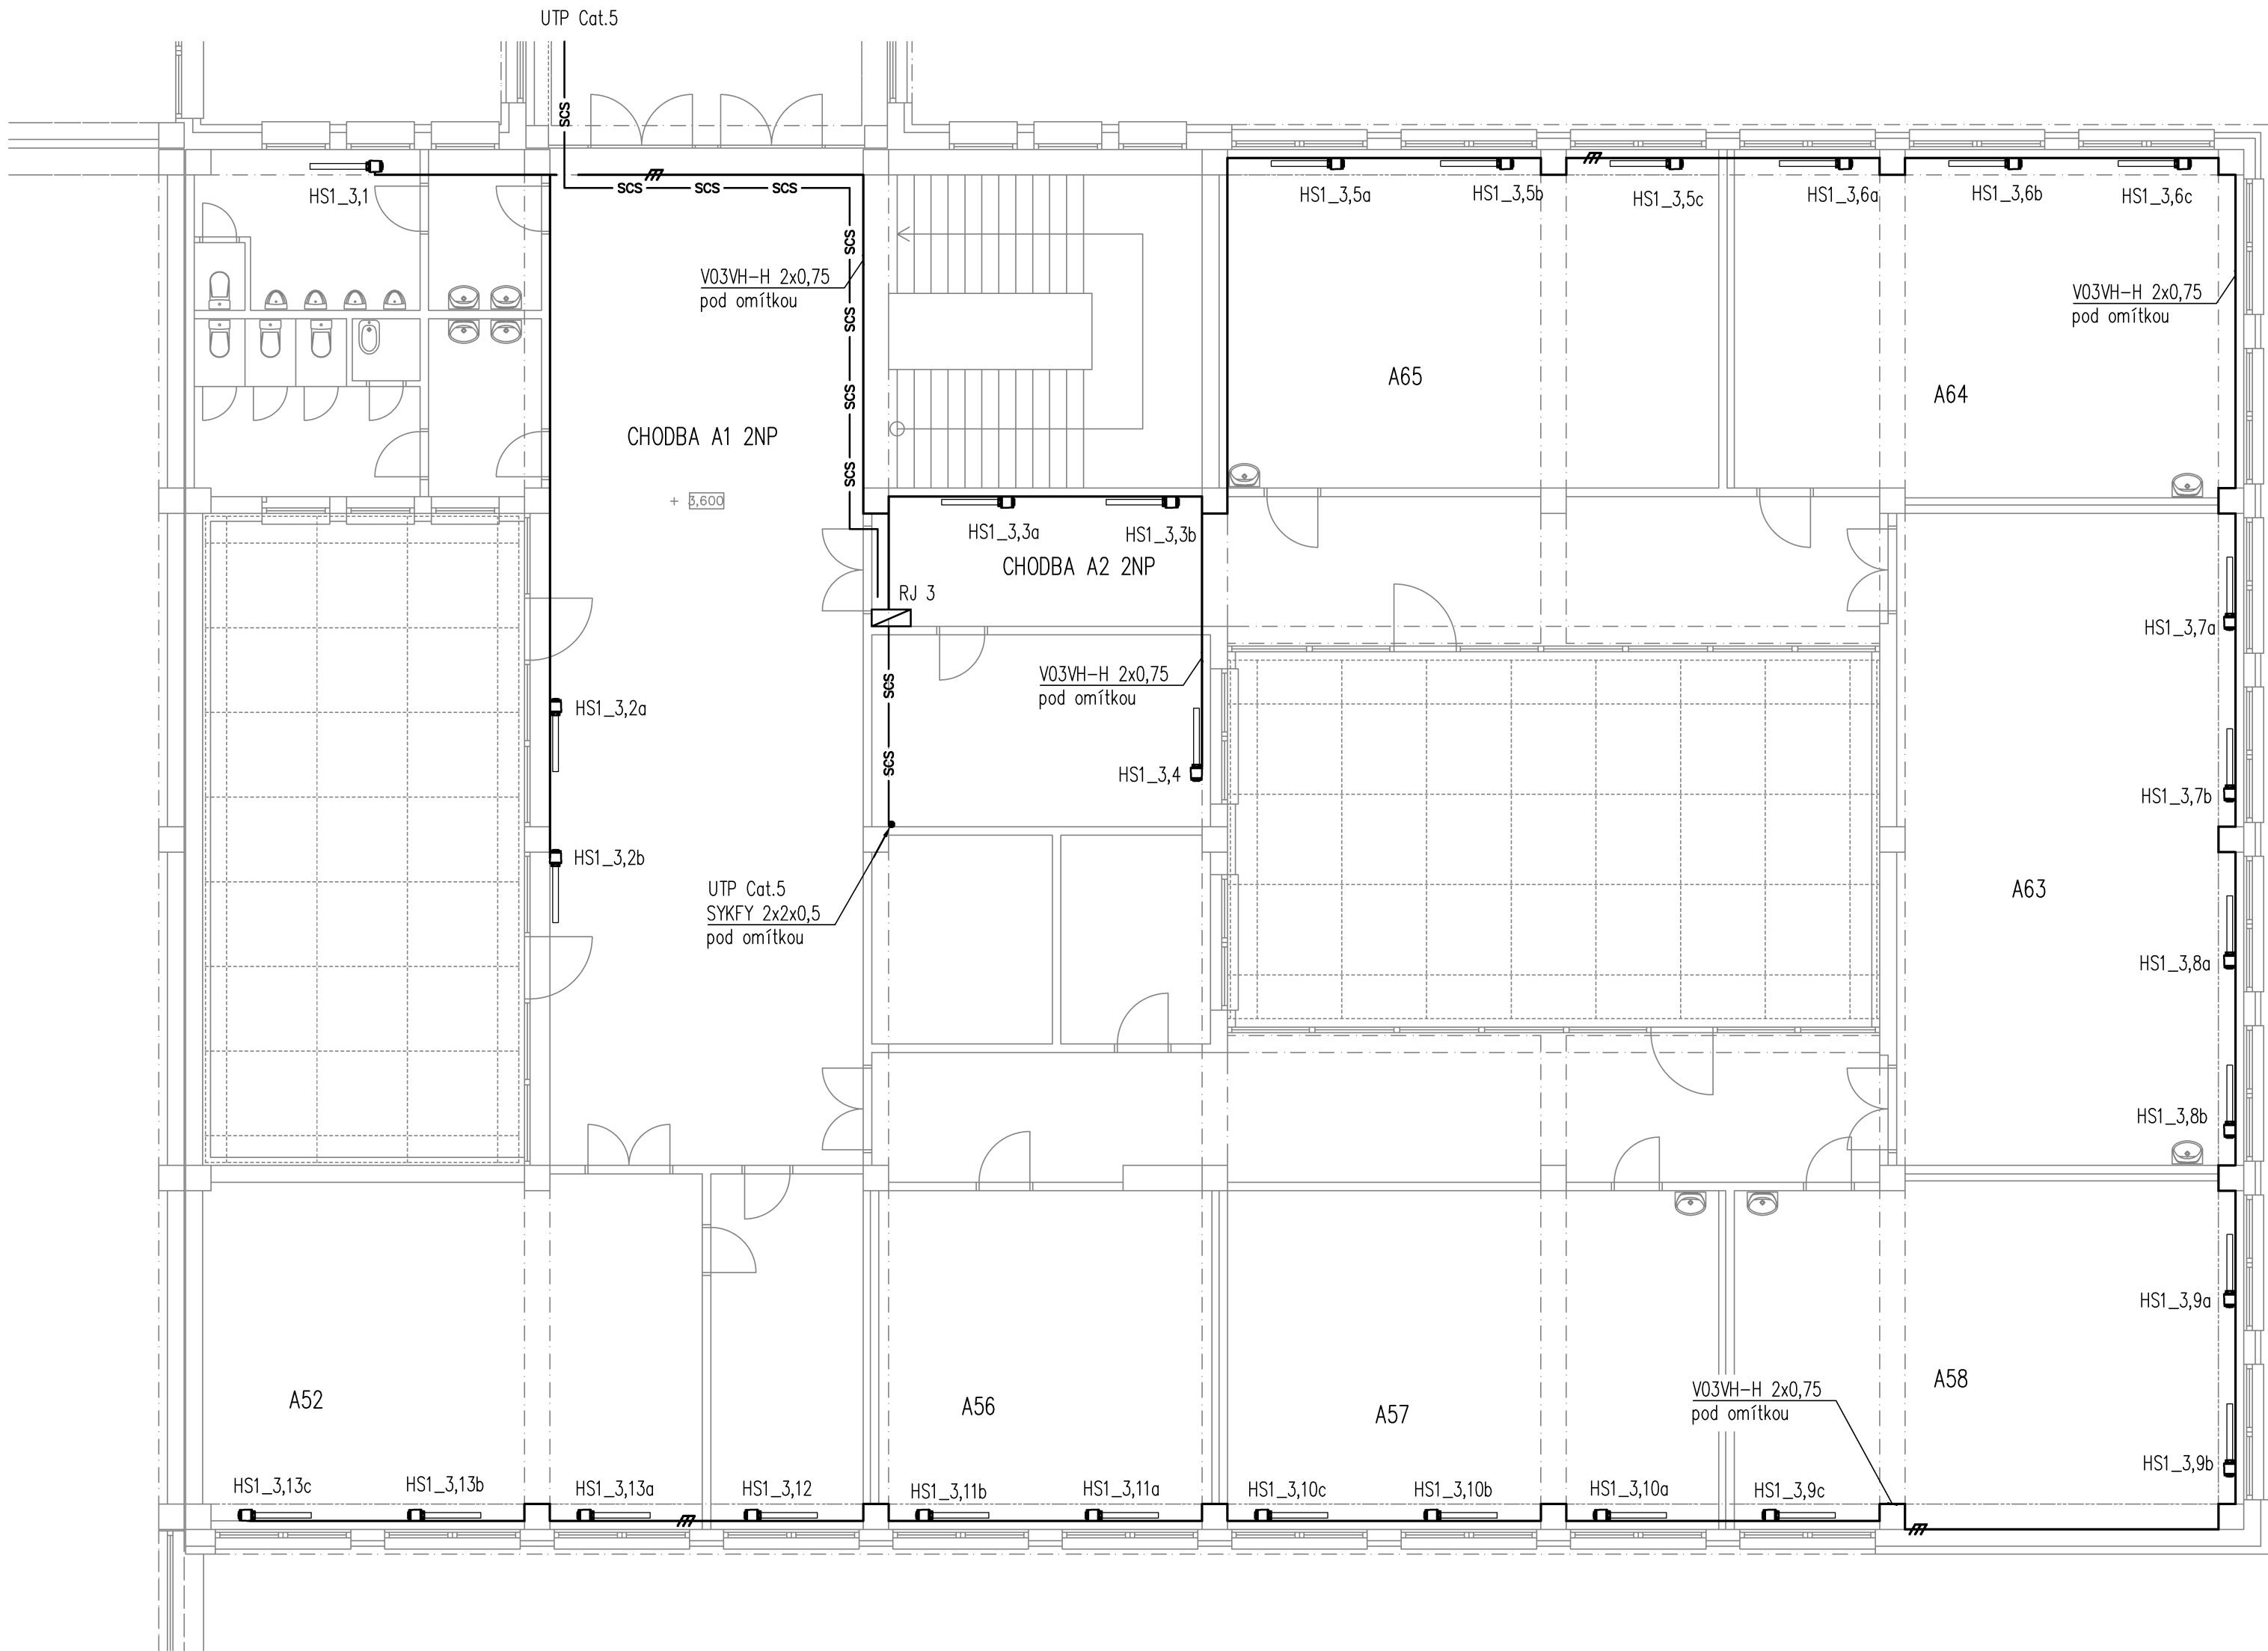 UTP Cat.5
SCS
HS1_3,1
SCS SCS SCS
HS1_3,5a
HS1_3,5b
HS1_3,5c
HS1_3,6a
HS1_3,6b
HS1_3,6c
SCS
V03VH-H 2x0,75
pod omítkou
V03VH-H 2x0,75
pod omítkou
SCS
A65
A64
SCS
CHODBA A1 2NP
SCS
+ 3,600
HS1_3,3a
HS1_3,3b
CHODBA A2 2NP
RJ 3
HS1_3,7a
V03VH-H 2x0,75
pod omítkou
SCS
HS1_3,2a
SCS
HS1_3,4
HS1_3,7b
HS1_3,2b
UTP Cat.5
SYKFY 2x2x0,5
pod omítkou
A63
HS1_3,8a
HS1_3,8b
HS1_3,9a
A52
A56
A57
A58
V03VH-H 2x0,75
pod omítkou
HS1_3,9b
HS1_3,13c
HS1_3,13b
HS1_3,13a
HS1_3,12
HS1_3,11b
HS1_3,11a
HS1_3,10c
HS1_3,10b
HS1_3,10a
HS1_3,9c